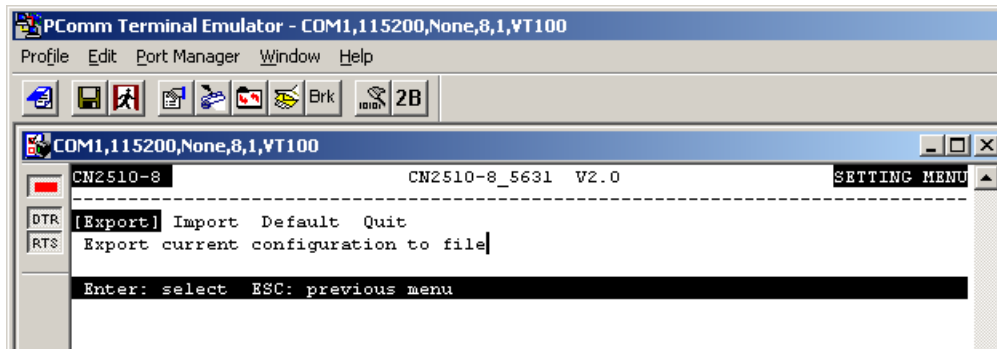 PComm Terminal Emulator - COM1,115200,None,8,1,VT100
Profile Edit Port Manager Window Help
Brk 2B
COM1,115200,None,8,1,VT100
CN2510-8 CN2510-8_5631 V2.0 SETTING MENU
DTR [Export] Import Default Quit
RTS Export current configuration to file
Enter: select ESC: previous menu